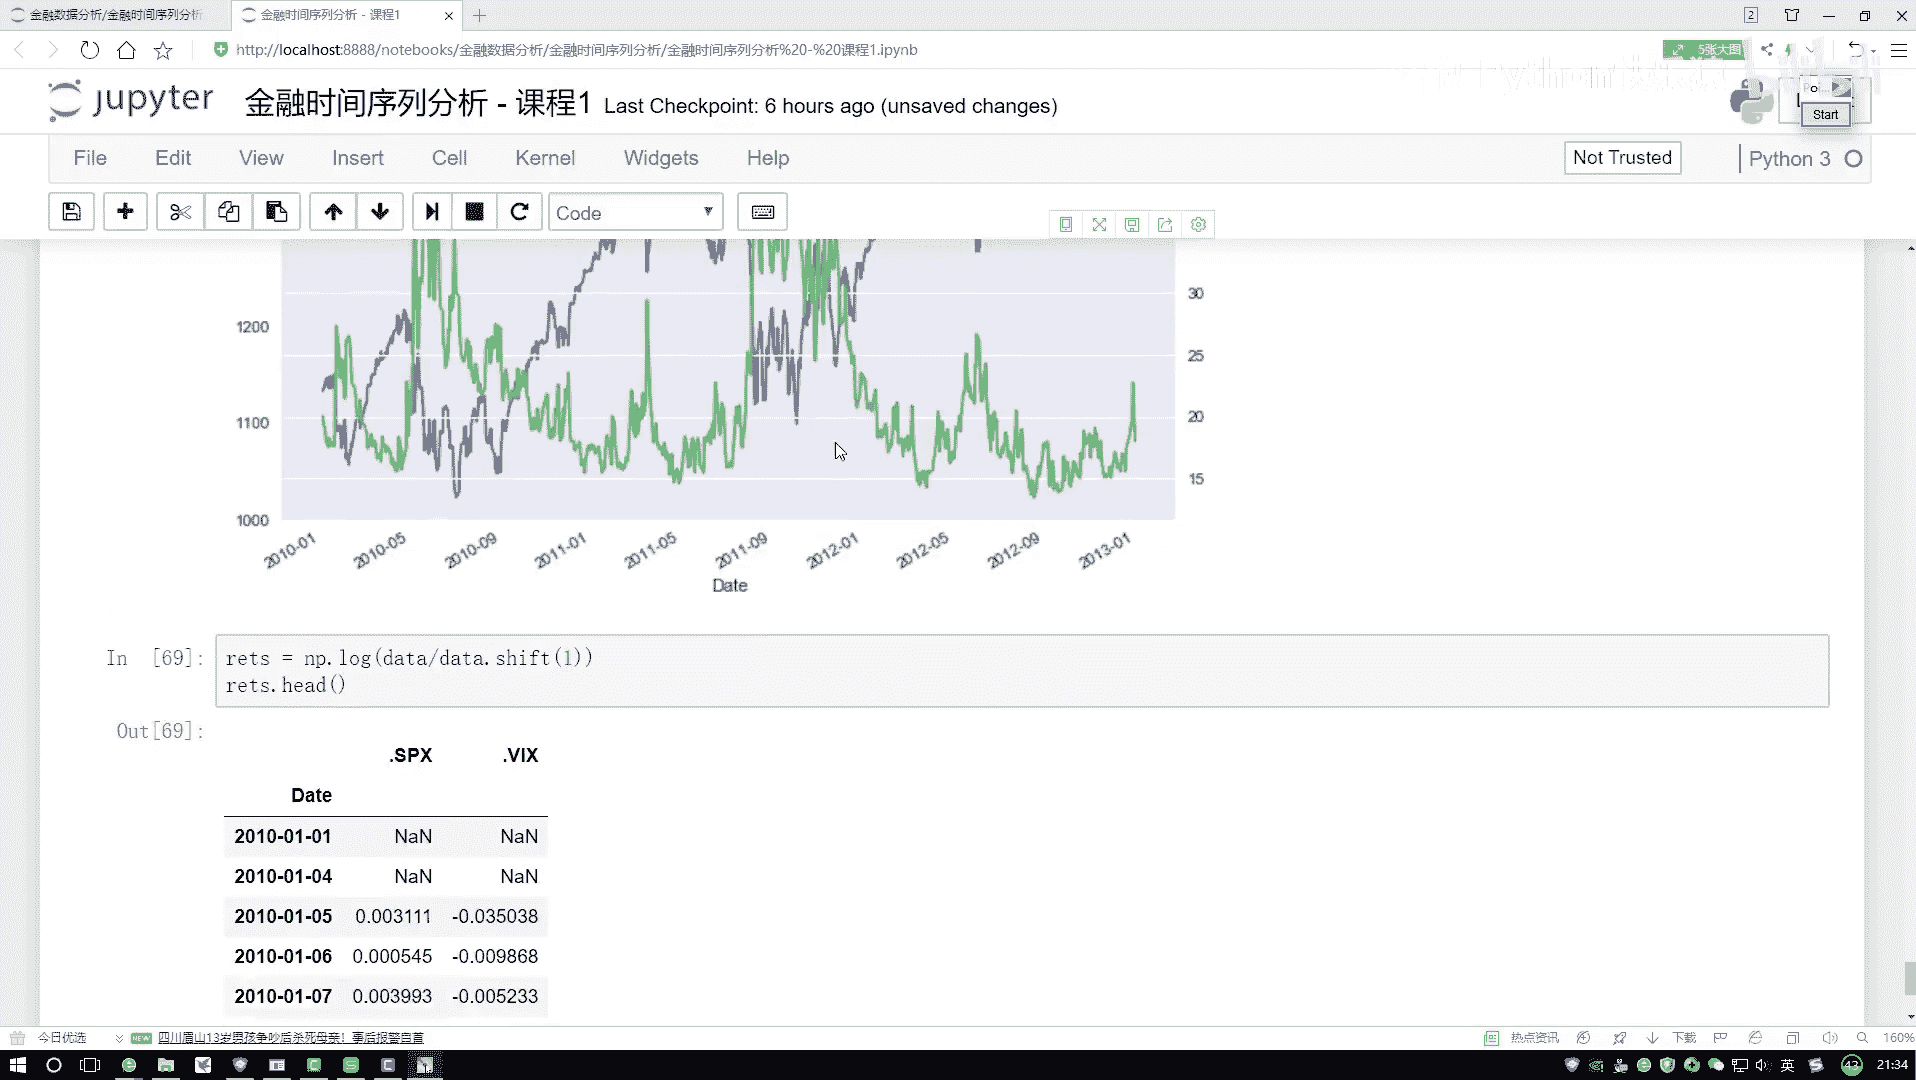 金融数据分析/金融时间序列分析
金融时间序列分析 - 课程1
2
http://localhost:8888/notebooks/金融数据分析/金融时间序列分析/金融时间序列分析%20-%20课程1.ipynb
5张大图
jupyter
金融时间序列分析 - 课程1 Last Checkpoint: 6 hours ago (unsaved changes)
Start
File Edit View Insert Cell Kernel Widgets Help
Not Trusted
Python 3
Code
30
1200
25
1100
20
15
1000
2010-01 2010-05 2010-09 2011-01 2011-05 2011-09 2012-01 2012-05 2012-09 2013-01
Date
In [69]:
rets = np.log(data/data.shift(1))
rets.head()
Out[69]:
.SPX .VIX
Date
2010-01-01 NaN NaN
2010-01-04 NaN NaN
2010-01-05 0.003111 -0.035038
2010-01-06 0.000545 -0.009868
2010-01-07 0.003993 -0.005233
今日优选
NEW
四川眉山13岁男孩争吵后杀死母亲！事后报警自首
热点资讯
下载
160%
英
43
21:34